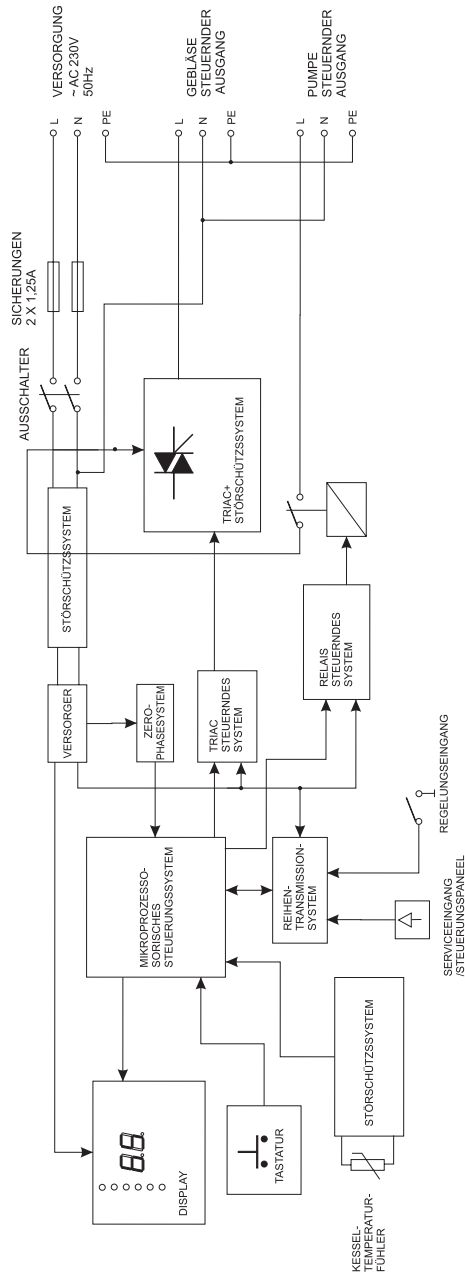 VERSORGUNG
~ AC 230V
50Hz
L
N
PE
GEBLÄSE
STEUERNDER
AUSGANG
L
N
PE
PUMPE
STEUERNDER
AUSGANG
L
N
PE
SICHERUNGEN
2 X 1,25A
AUSSCHALTER
STÖRSCHÜTZSSYSTEM
TRIAC+
STÖRSCHÜTZSSYSTEM
VERSORGER
ZERO-
PHASESYSTEM
TRIAC
STEUERNDES
SYSTEM
RELAIS
STEUERNDES
SYSTEM
MIKROPROZESSO-
SORISCHES
STEUERUNGSSYSTEM
REIHEN-
TRANSMISSION-
SYSTEM
REGELUNGSEINGANG
SERVICEEINGANG
/STEUERUNGSPANEEL
8.8.
DISPLAY
TASTATUR
STÖRSCHÜTZSSYSTEM
KESSEL-
TEMPERATUR-
FÜHLER